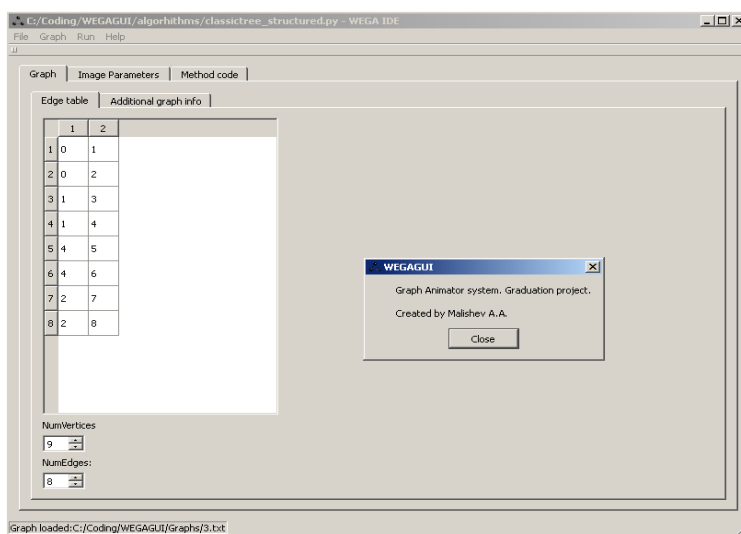 C:/Coding/WEGAGUI/algorhithms/classictree_structured.py - WEGA IDE
File Graph Run Help
Graph Image Parameters Method code
Edge table Additional graph info
1 2
1 0 1
2 0 2
3 1 3
4 1 4
5 4 5
6 4 6
7 2 7
8 2 8
WEGAGUI
Graph Animator system. Graduation project.
Created by Malishev A.A.
Close
NumVertices
9
NumEdges:
8
Graph loaded:C:/Coding/WEGAGUI/Graphs/3.txt